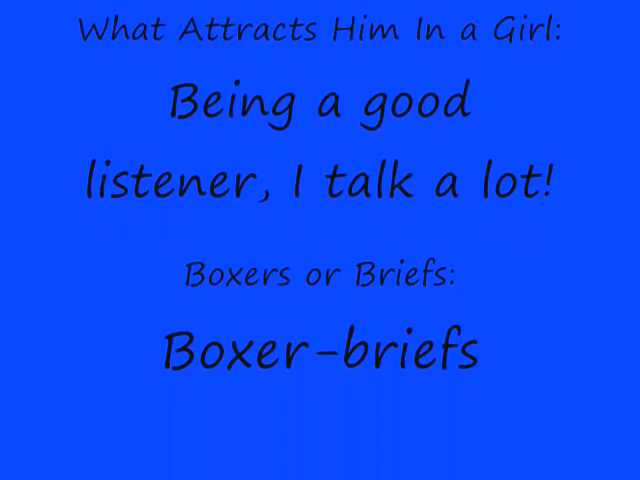 What Attracts Him In a Girl:
Being a good
listener, I talk a lot!
Boxers or Briefs:
Boxer-briefs